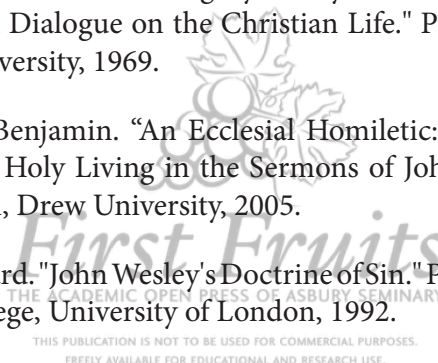 Dialogue on the Christian Life." P
versity, 1969.
Benjamin. “An Ecclesial Homiletic:
Holy Living in the Sermons of Joh
, Drew University, 2005.
First Fruits
ard. "John Wesley's Doctrine of Sin." P
THE ACADEMIC OPEN PRESS OF ASBURY SEMINARY
ege, University of London, 1992.
THIS PUBLICATION IS NOT TO BE USED FOR COMMERCIAL PURPOSES.
FREELY AVAILABLE FOR EDUCATIONAL AND RESEARCH USE.